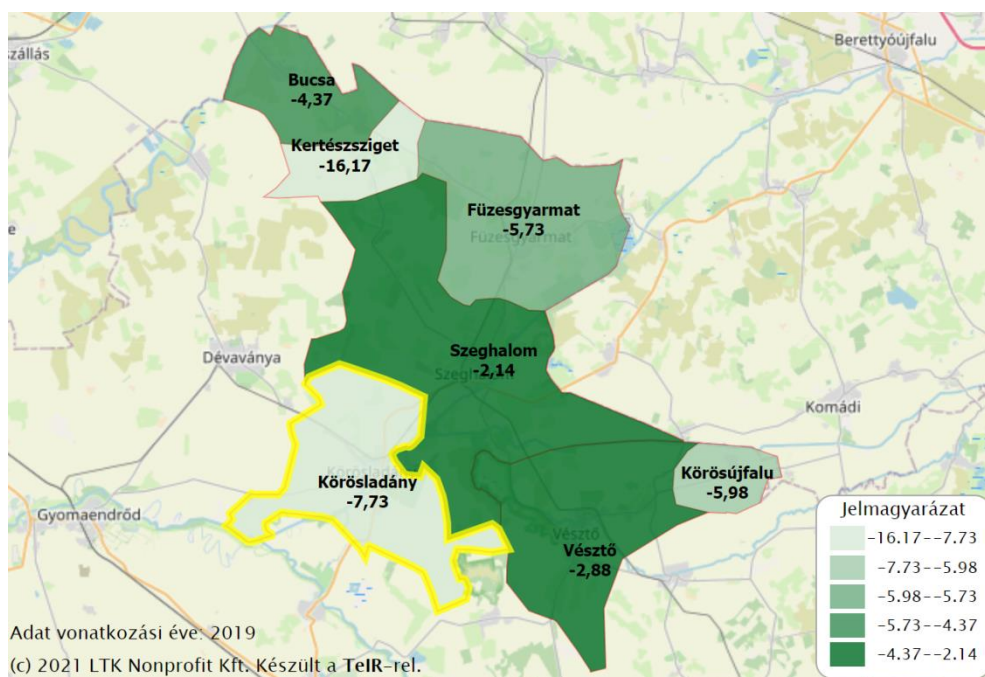 szállás
Berettyóújfalu
Bucsa
-4,37
Kertészsziget
-16,17
Füzesgyarmat
-5,73
Füzesgyarmat
e
Dévaványa
Szeghalom
-2,14
Szeghalom
Komádi
Körösladány
Körösladány
-7,73
Körösújfalu
-5,98
Gyomaendrőd
Vésztő
Vésztő
-2,88
Jelmagyarázat
-16.17--7.73
-7.73--5.98
-5.98--5.73
-5.73--4.37
-4.37--2.14
Adat vonatkozási éve: 2019
(c) 2021 LTK Nonprofit Kft. Készült a TeIR-rel.